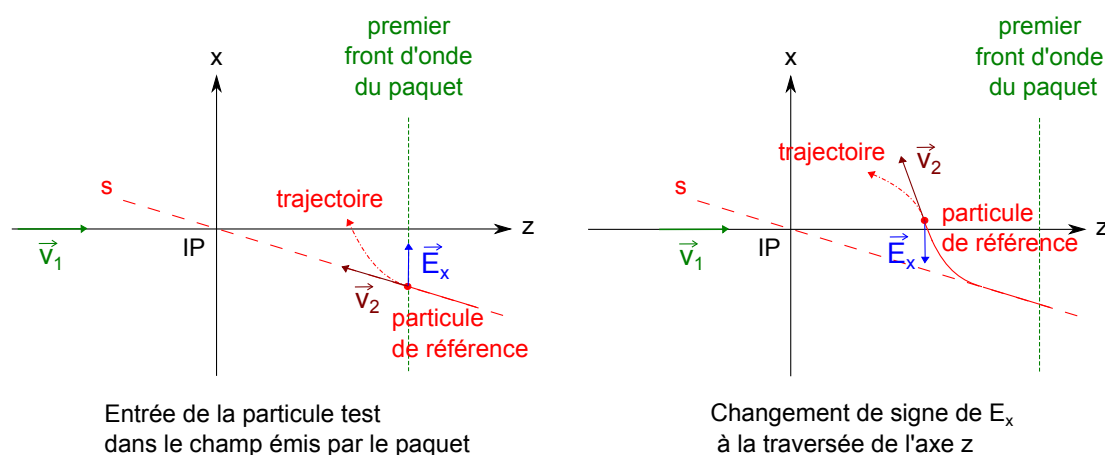 premier
front d'onde
du paquet
x
s
trajectoire
z
IP
v₁
E_x
v₂
particule
de référence
Entrée de la particule test
dans le champ émis par le paquet
premier
front d'onde
du paquet
x
trajectoire
v₂
s
particule
de référence
z
IP
v₁
E_x
Changement de signe de E_x
à la traversée de l'axe z